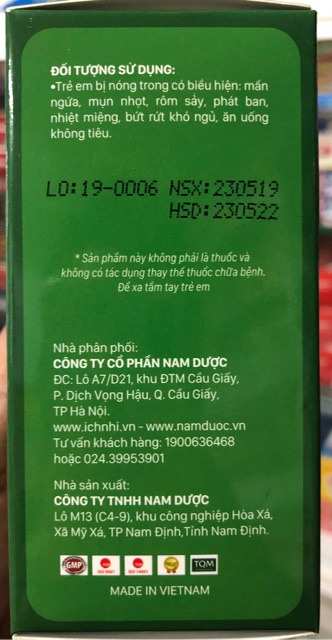 ĐỐI TƯỢNG SỬ DỤNG:
•Trẻ em bị nóng trong có biểu hiện: mẩn
ngứa, mụn nhọt, rôm sảy, phát ban,
nhiệt miệng, bứt rứt khó ngủ, ăn uống
không tiêu.
LO:19-0006 NSX:230519
HSD:230522
* Sản phẩm này không phải là thuốc và
không có tác dụng thay thế thuốc chữa bệnh.
Để xa tầm tay trẻ em
Nhà phân phối:
CÔNG TY CỔ PHẦN NAM DƯỢC
ĐC: Lô A7/D21, khu ĐTM Cầu Giấy,
P. Dịch Vọng Hậu, Q. Cầu Giấy,
TP Hà Nội.
www.ichnhi.vn - www.namduoc.vn
Tư vấn khách hàng: 1900636468
hoặc 024.39953901
Nhà sản xuất:
CÔNG TY TNHH NAM DƯỢC
Lô M13 (C4-9), khu công nghiệp Hòa Xá,
Xã Mỹ Xá, TP Nam Định,Tỉnh Nam Định.
GMP TQM
MADE IN VIETNAM